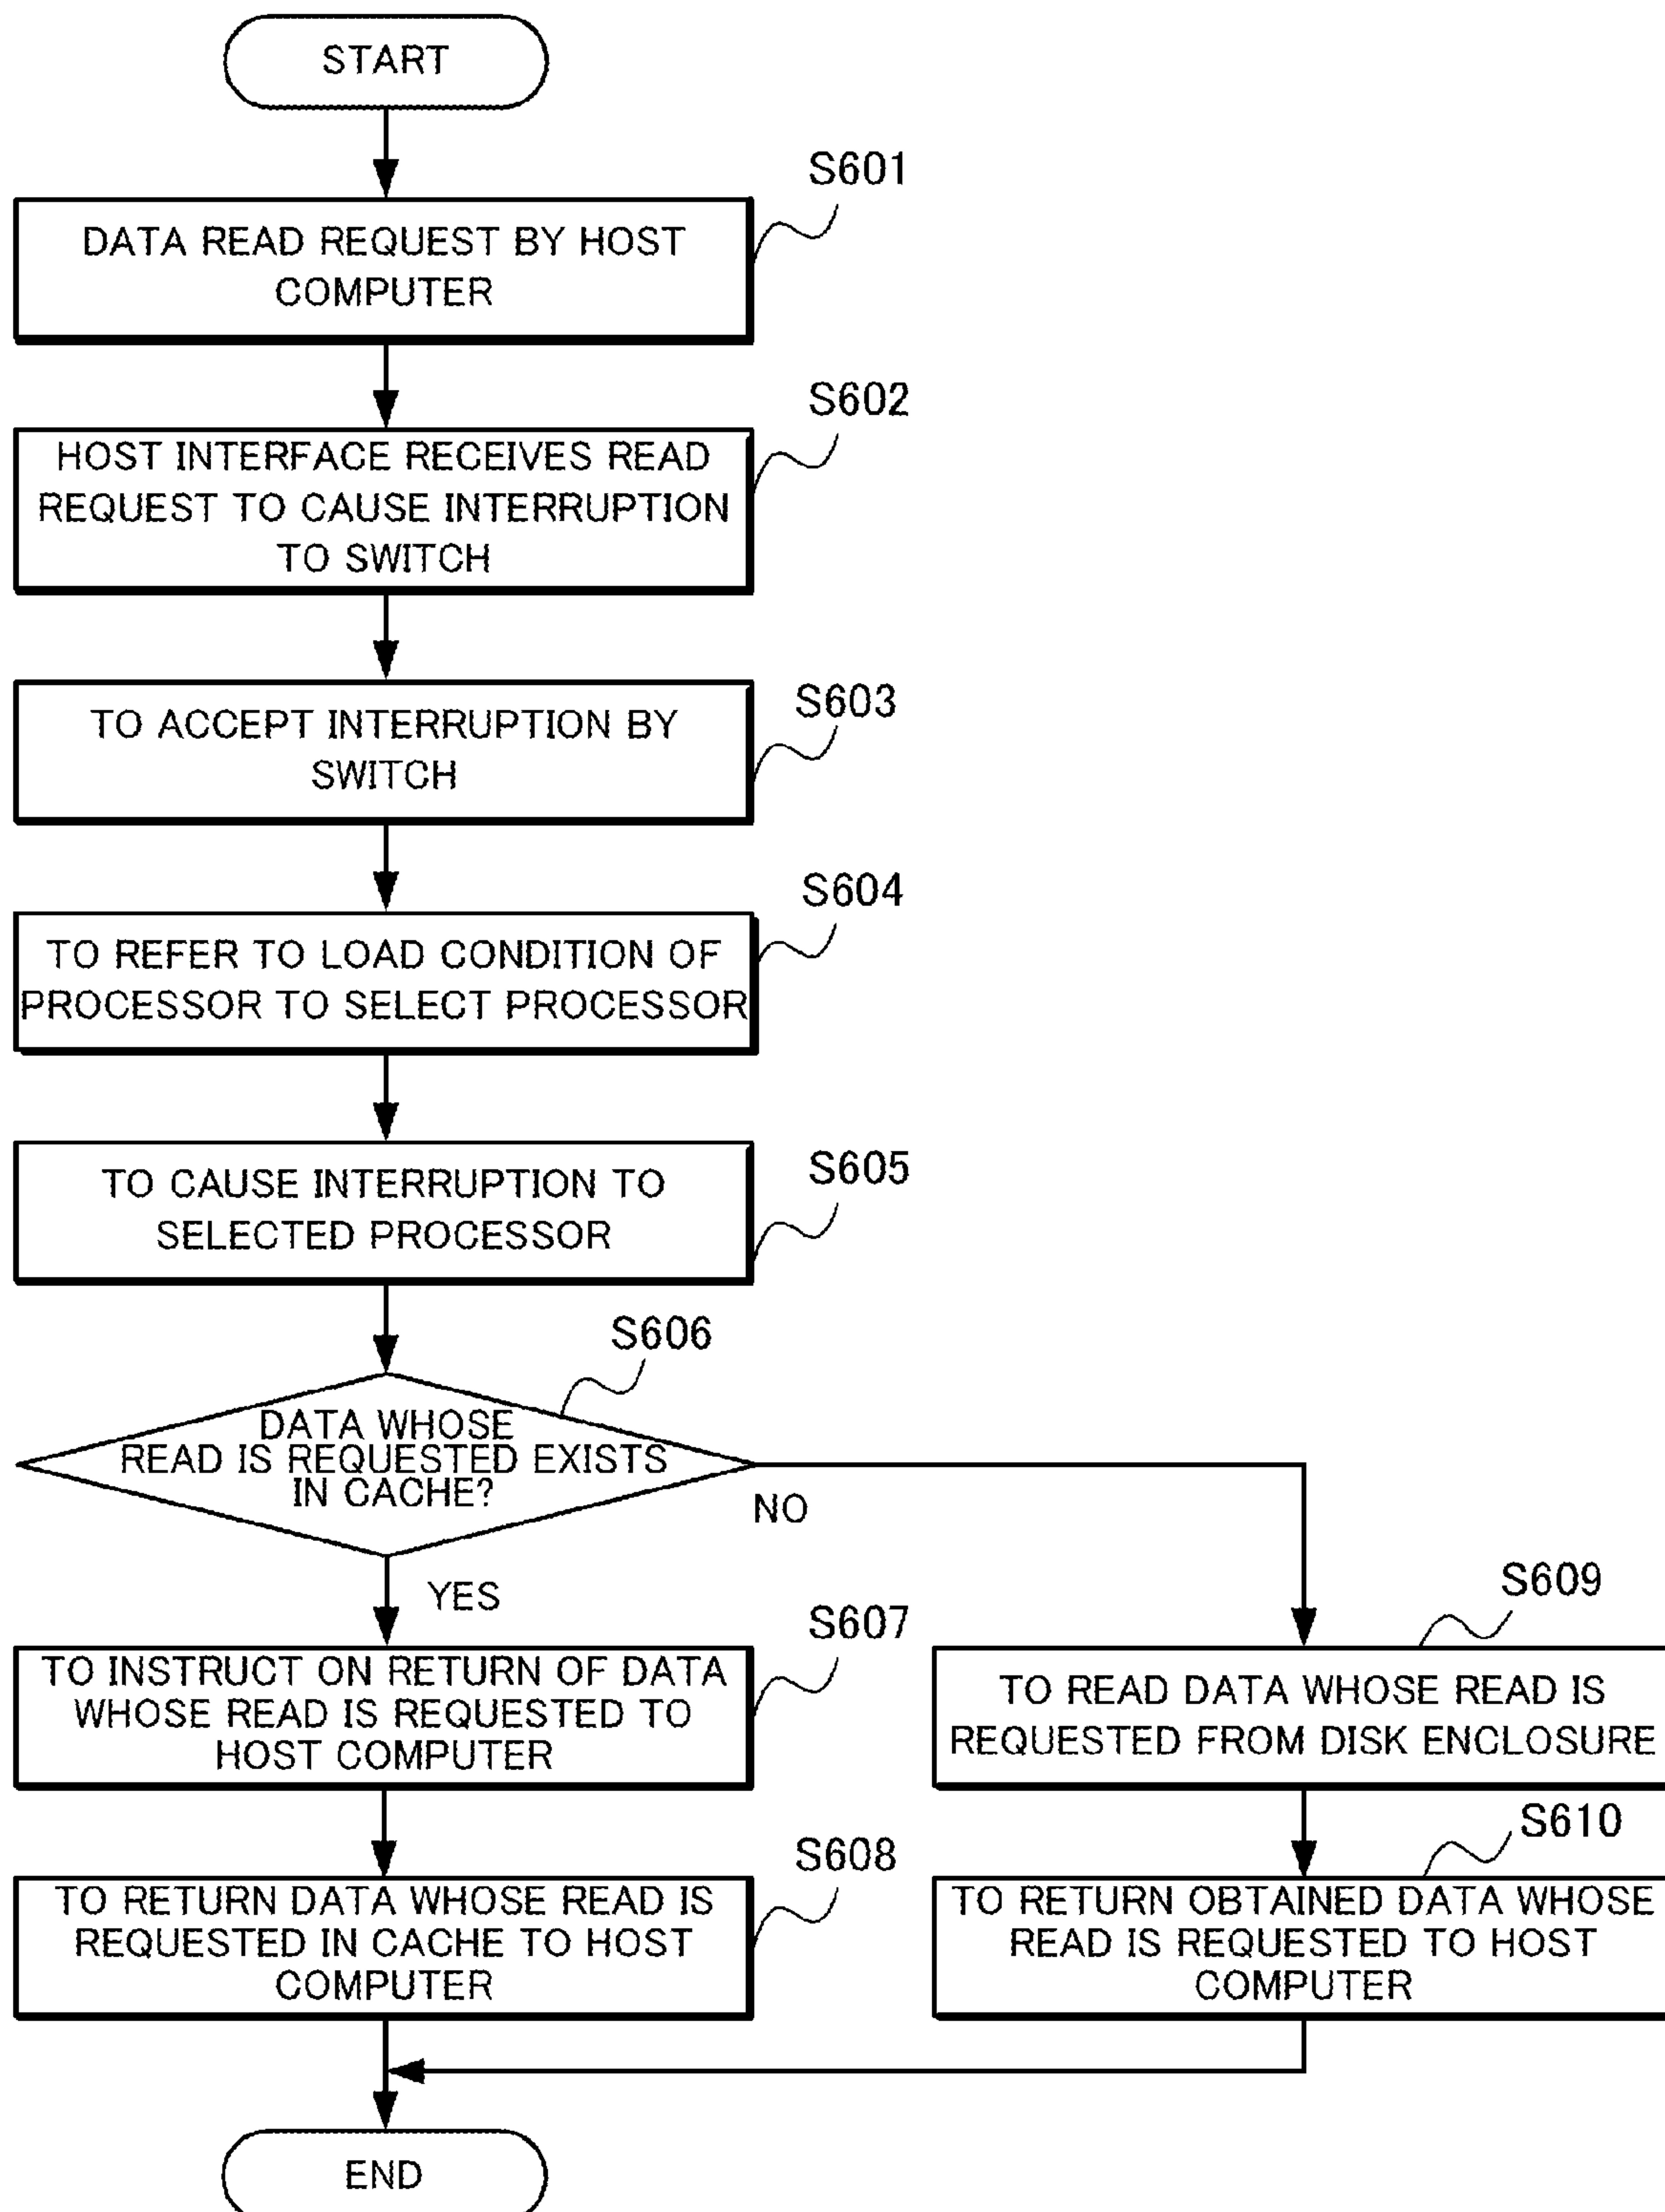 START
S601
DATA READ REQUEST BY HOST
COMPUTER
S602
HOST INTERFACE RECEIVES READ
REQUEST TO CAUSE INTERRUPTION
TO SWITCH
S603
TO ACCEPT INTERRUPTION BY
SWITCH
S604
TO REFER TO LOAD CONDITION OF
PROCESSOR TO SELECT PROCESSOR
S605
TO CAUSE INTERRUPTION TO
SELECTED PROCESSOR
S606
DATA WHOSE
READ IS REQUESTED EXISTS
IN CACHE?
NO
YES
S607
TO INSTRUCT ON RETURN OF DATA
WHOSE READ IS REQUESTED TO
HOST COMPUTER
S608
TO RETURN DATA WHOSE READ IS
REQUESTED IN CACHE TO HOST
COMPUTER
S609
TO READ DATA WHOSE READ IS
REQUESTED FROM DISK ENCLOSURE
S610
TO RETURN OBTAINED DATA WHOSE
READ IS REQUESTED TO HOST
COMPUTER
END